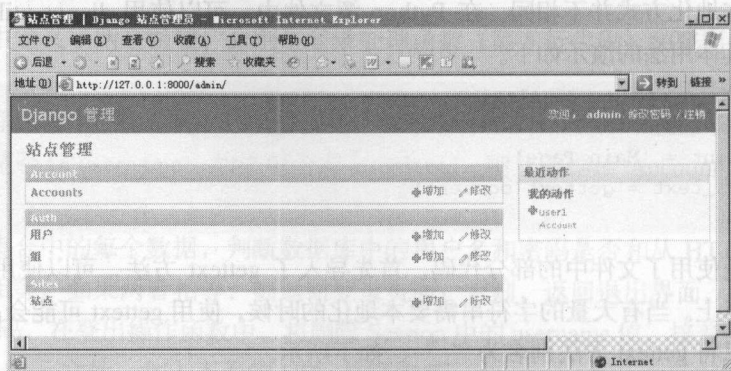 站点管理 | Django 站点管理员 - Microsoft Internet Explorer
文件(F) 编辑(E) 查看(V) 收藏(A) 工具(T) 帮助(H)
后退 搜索 收藏夹
地址(D) http://127.0.0.1:8000/admin/ 转到 链接 »
Django 管理 欢迎, admin 修改密码 / 注销
站点管理
Account
Accounts 增加 修改
Auth
用户 增加 修改
组 增加 修改
Sites
站点 增加 修改
最近动作
我的动作
user1
Account
Internet